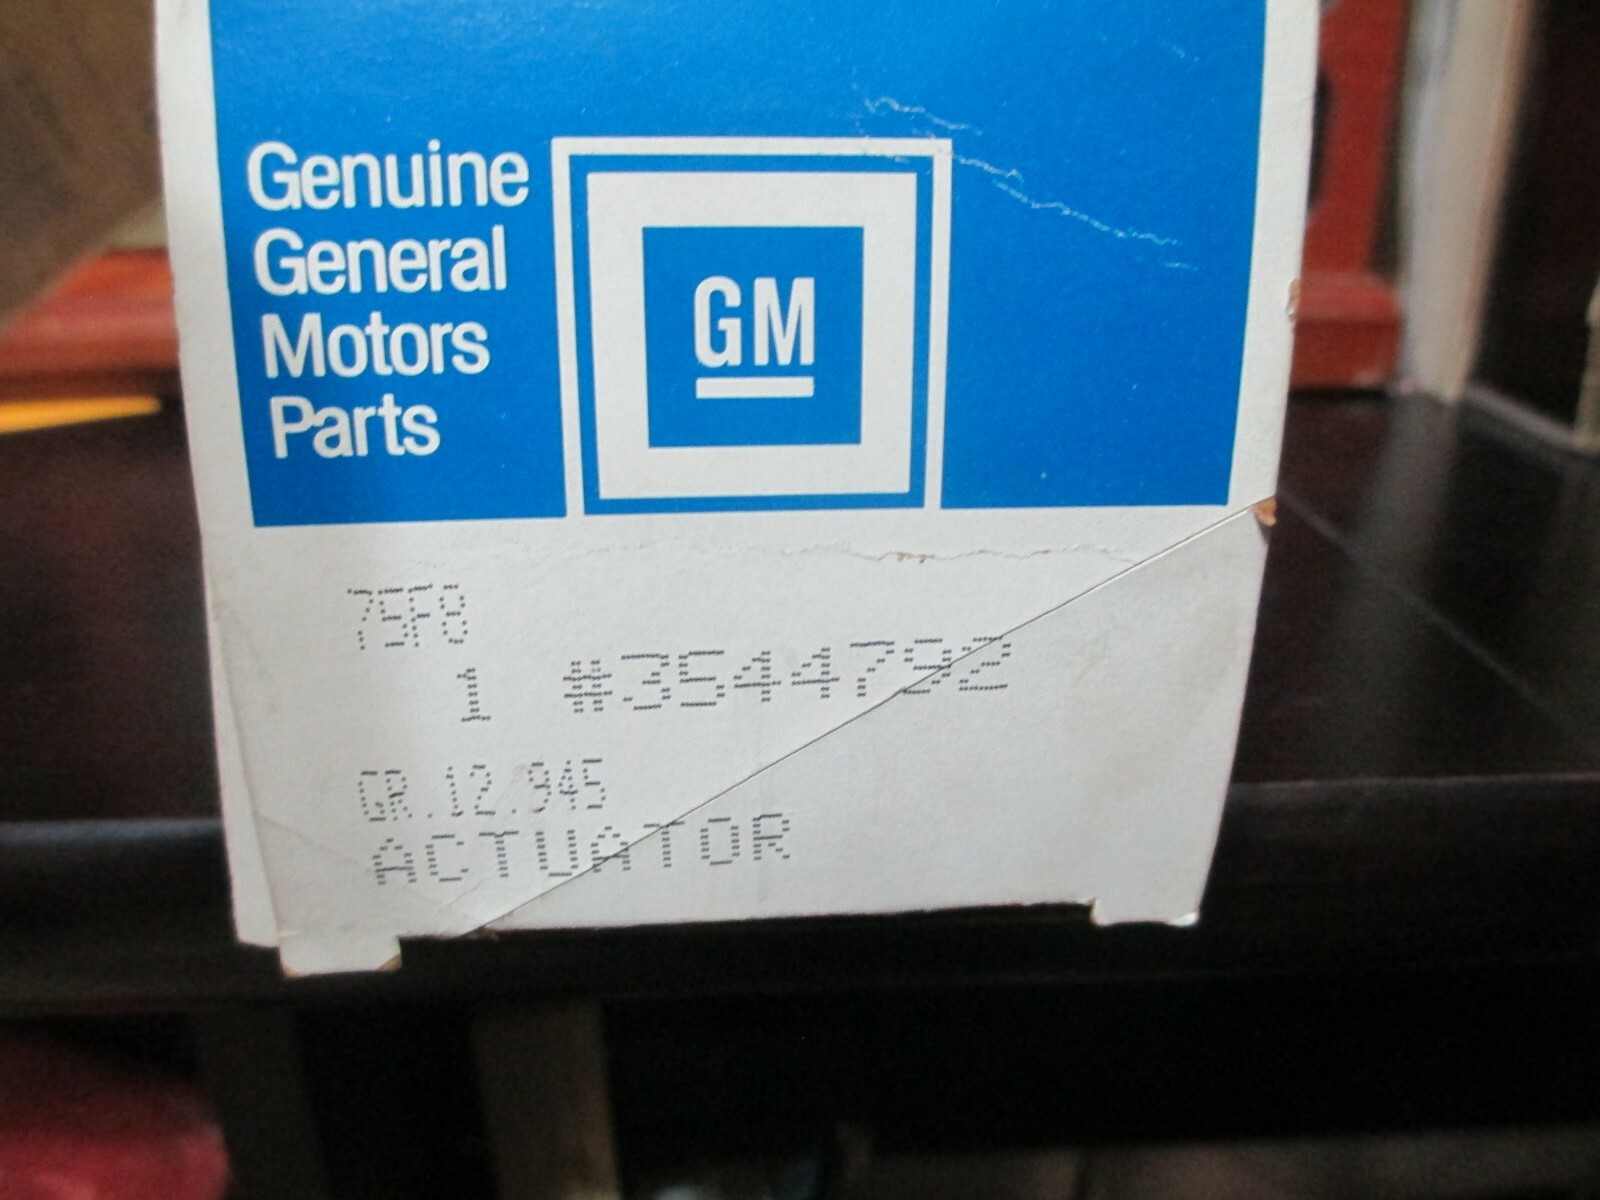 Genuine
General
Motors
Parts
GM
75F8
1 #3544792
GR.12.945
ACTUATOR